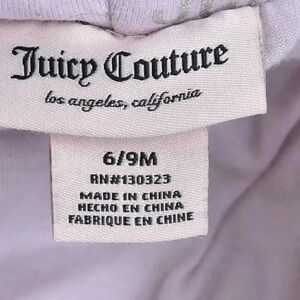 Juicy Couture
los angeles, california
6/9M
RN#130323
MADE IN CHINA
HECHO EN CHINA
FABRIQUE EN CHINE